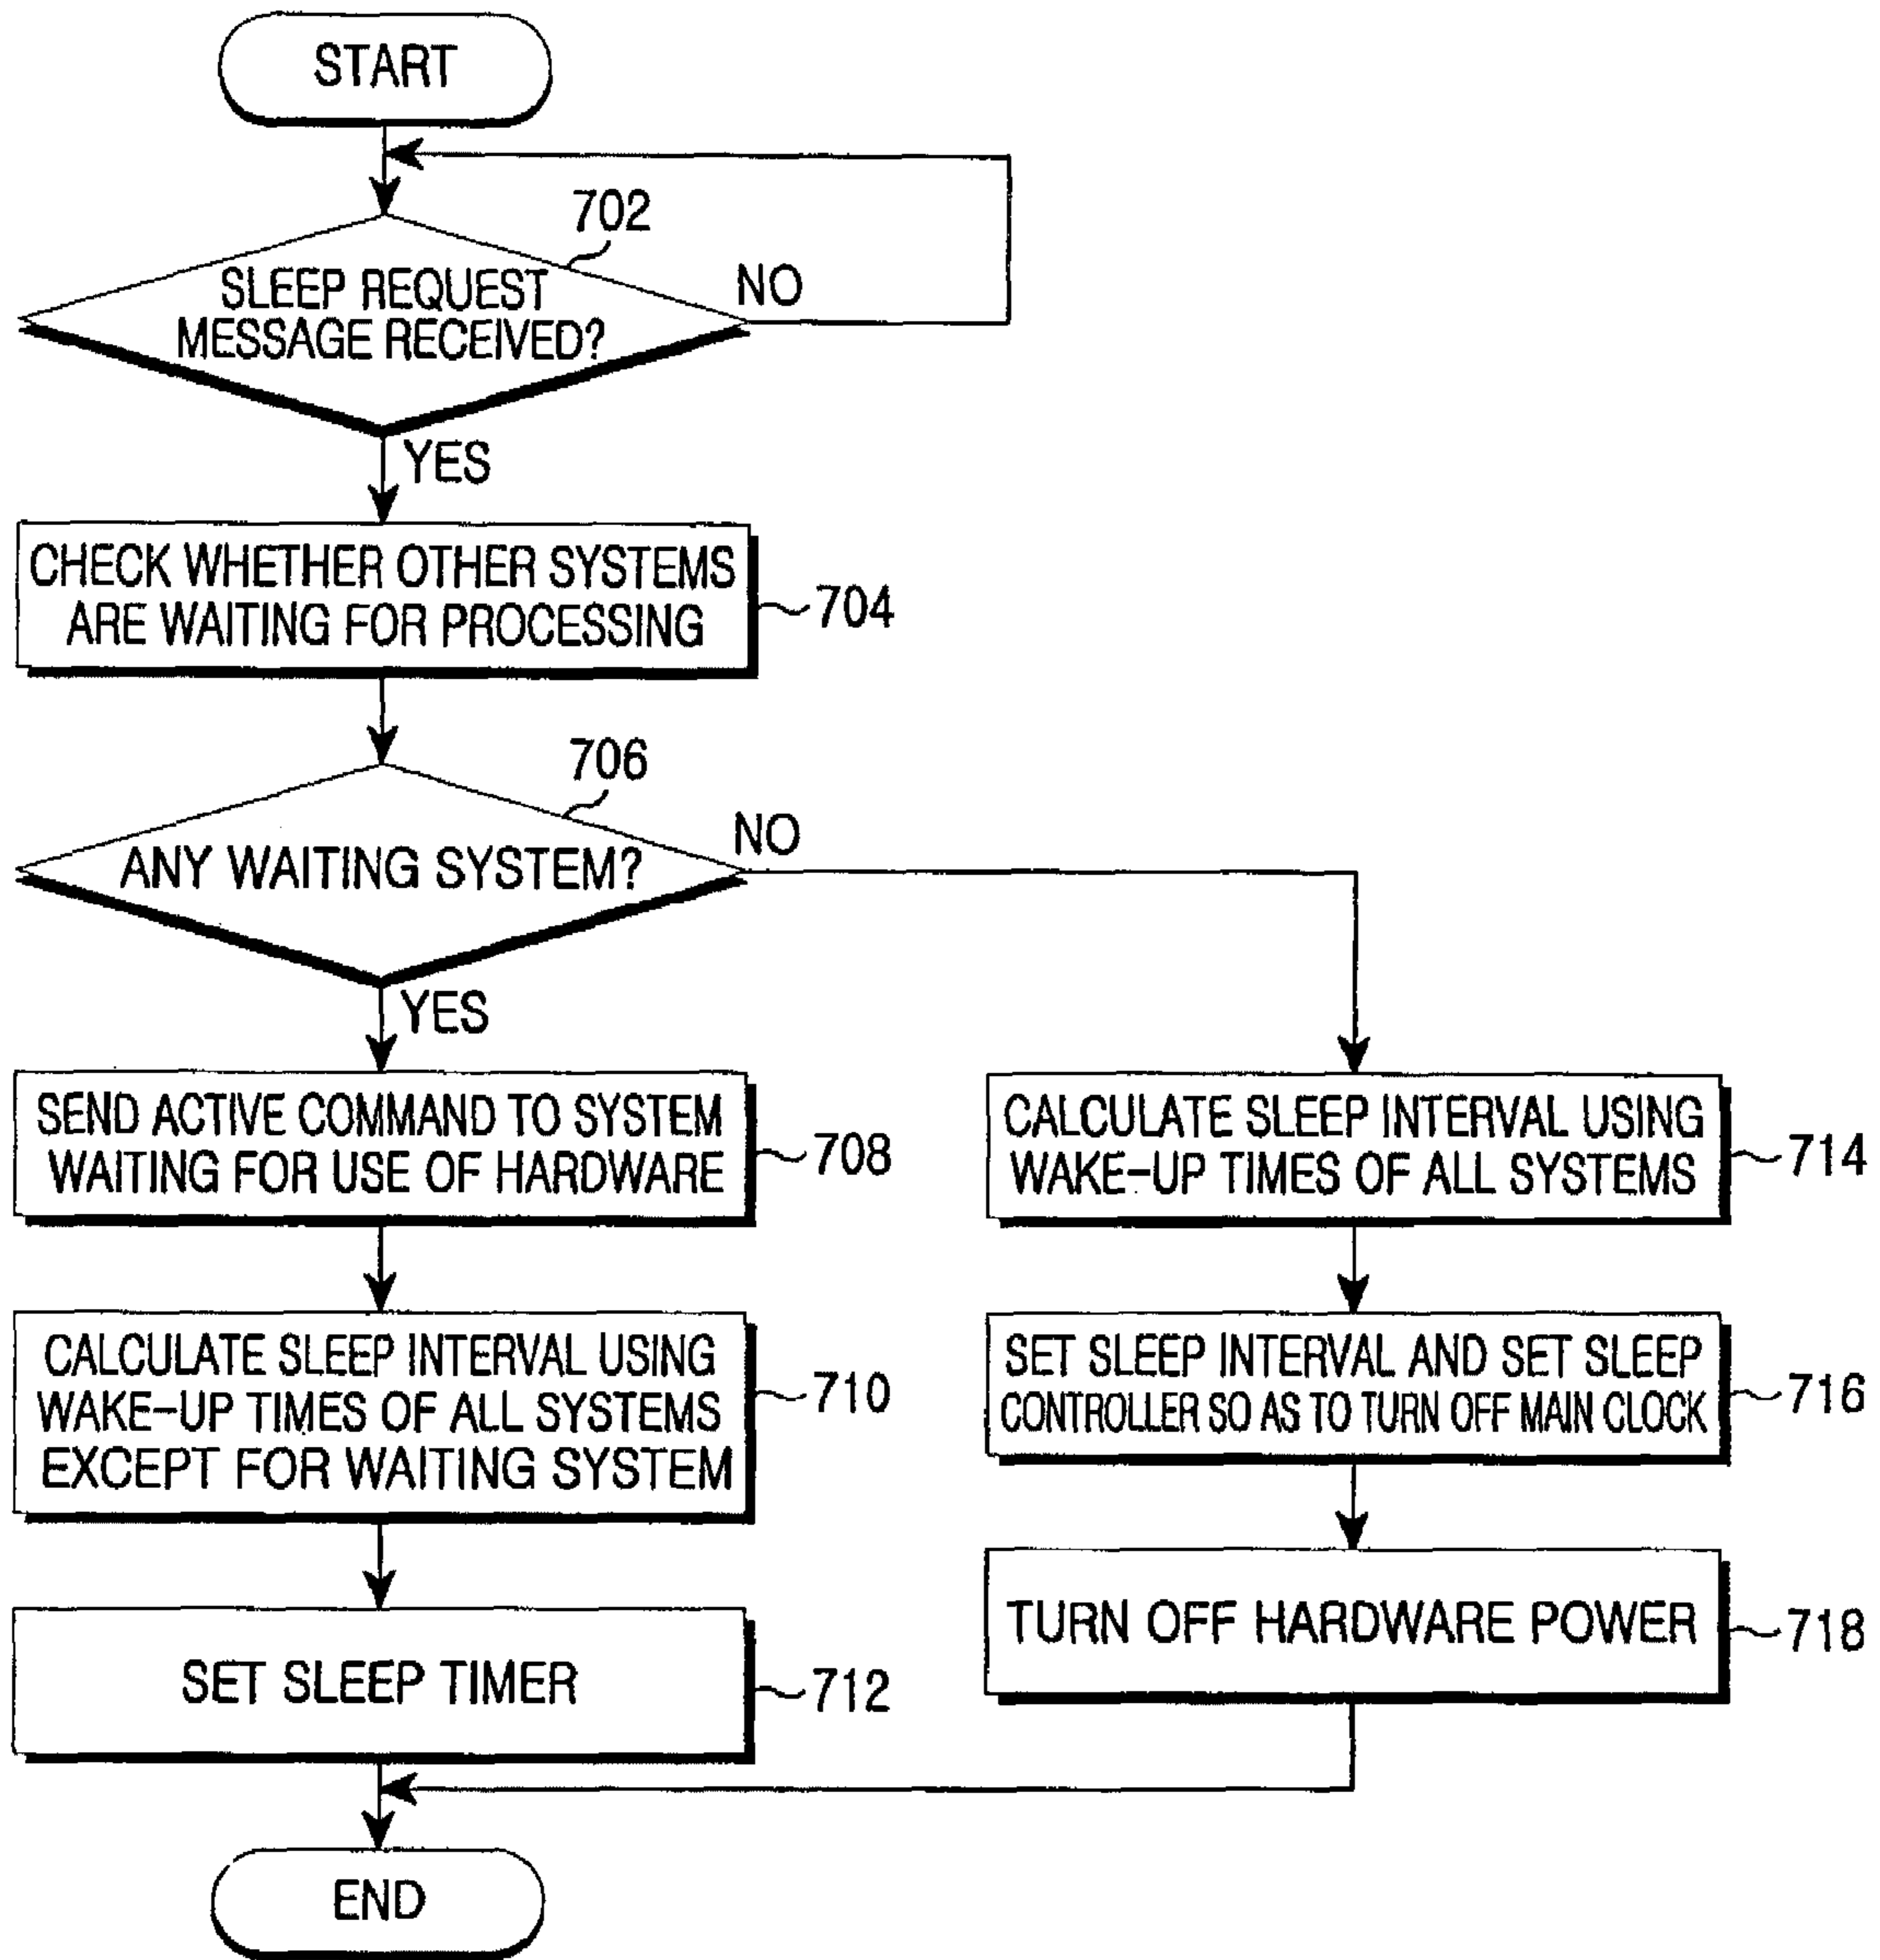 START
702
SLEEP REQUEST
MESSAGE RECEIVED?
NO
YES
CHECK WHETHER OTHER SYSTEMS
ARE WAITING FOR PROCESSING
704
706
ANY WAITING SYSTEM?
NO
YES
SEND ACTIVE COMMAND TO SYSTEM
WAITING FOR USE OF HARDWARE
708
CALCULATE SLEEP INTERVAL USING
WAKE-UP TIMES OF ALL SYSTEMS
EXCEPT FOR WAITING SYSTEM
710
SET SLEEP TIMER
712
CALCULATE SLEEP INTERVAL USING
WAKE-UP TIMES OF ALL SYSTEMS
714
SET SLEEP INTERVAL AND SET SLEEP
CONTROLLER SO AS TO TURN OFF MAIN CLOCK
716
TURN OFF HARDWARE POWER
718
END